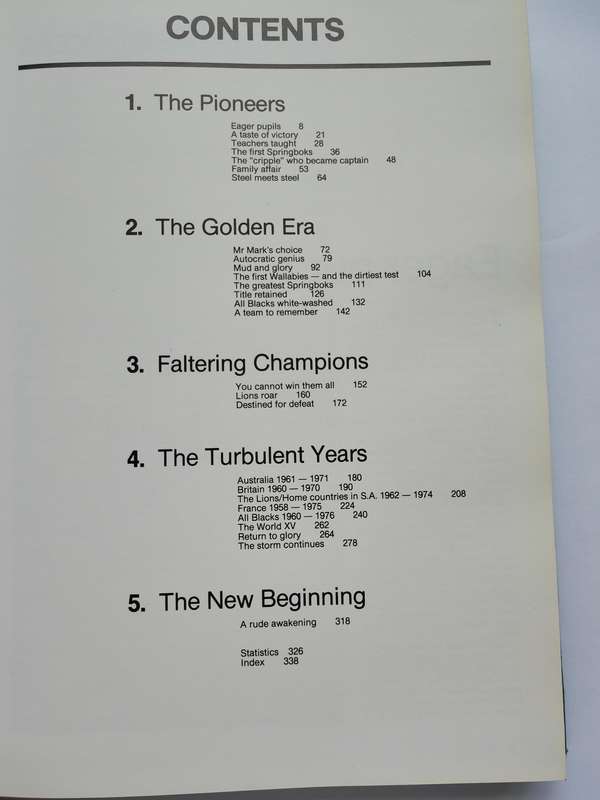 CONTENTS
1. The Pioneers
Eager pupils 8
A taste of victory 21
Teachers taught 28
The first Springboks 36
The "cripple" who became captain 48
Family affair 53
Steel meets steel 64
2. The Golden Era
Mr Mark's choice 72
Autocratic genius 79
Mud and glory 92
The first Wallabies — and the dirtiest test 104
The greatest Springboks 111
Title retained 126
All Blacks white-washed 132
A team to remember 142
3. Faltering Champions
You cannot win them all 152
Lions roar 160
Destined for defeat 172
4. The Turbulent Years
Australia 1961 — 1971 180
Britain 1960 — 1970 190
The Lions/Home countries in S.A. 1962 — 1974 208
France 1958 — 1975 224
All Blacks 1960 — 1976 240
The World XV 262
Return to glory 264
The storm continues 278
5. The New Beginning
A rude awakening 318
Statistics 326
Index 338